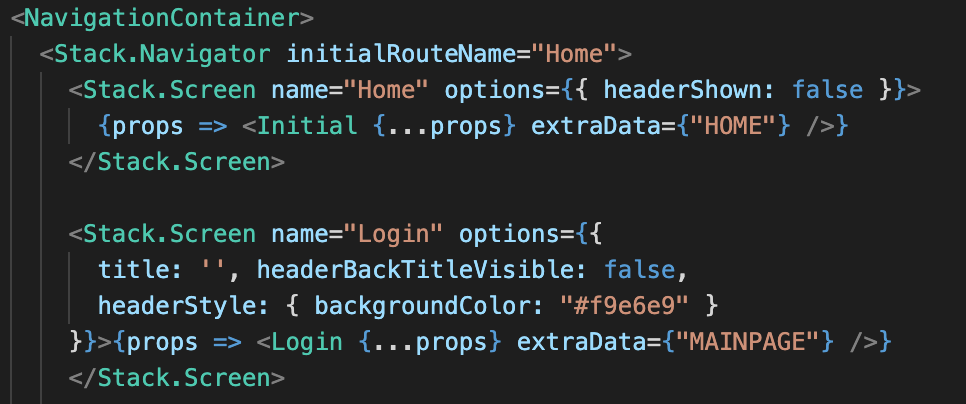 <NavigationContainer>
<Stack.Navigator initialRouteName="Home">
<Stack.Screen name="Home" options={{ headerShown: false }}>
{props => <Initial {...props} extraData={"HOME"} />}
</Stack.Screen>
<Stack.Screen name="Login" options={{
title: '', headerBackTitleVisible: false,
headerStyle: { backgroundColor: "#f9e6e9" }
}}>{props => <Login {...props} extraData={"MAINPAGE"} />}
</Stack.Screen>